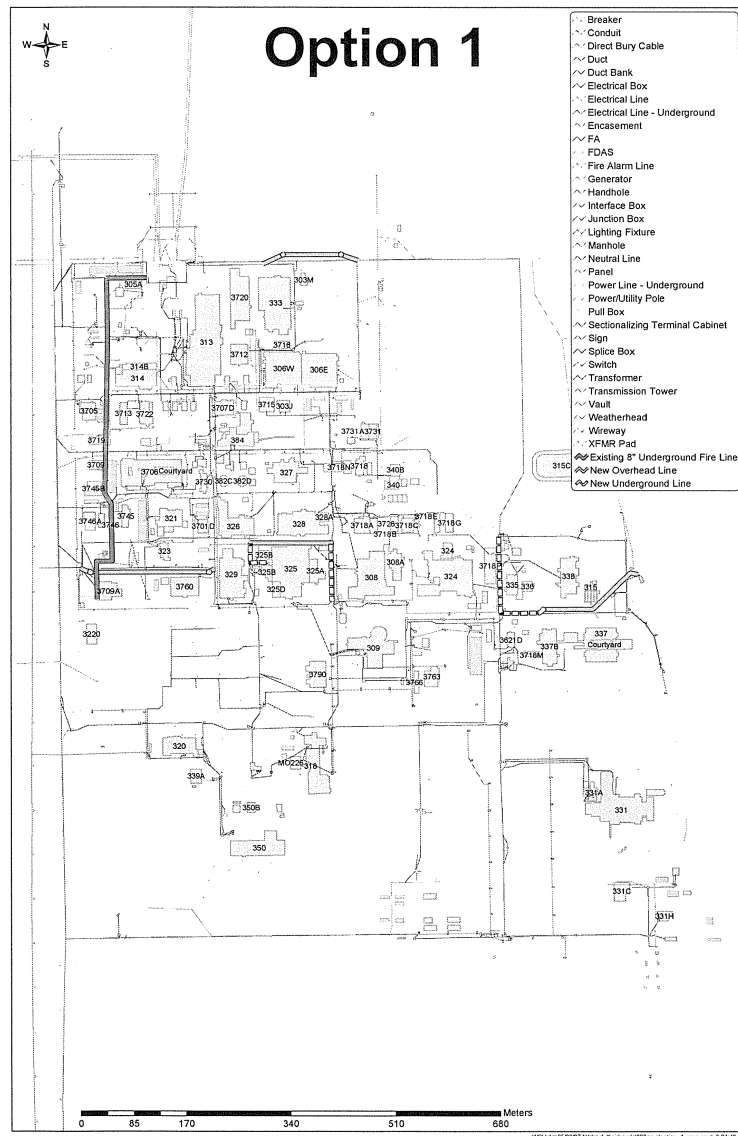 N
W E
S
Option 1
Breaker
Conduit
Direct Bury Cable
Duct
Duct Bank
Electrical Box
Electrical Line
Electrical Line - Underground
Encasement
FA
FDAS
Fire Alarm Line
Generator
Handhole
Interface Box
Junction Box
Lighting Fixture
Manhole
Neutral Line
Panel
Power Line - Underground
Power/Utility Pole
Pull Box
Sectionalizing Terminal Cabinet
Sign
Splice Box
Switch
Transformer
Transmission Tower
Vault
Weatherhead
Wireway
XFMR Pad
Existing 8" Underground Fire Line
New Overhead Line
New Underground Line
305A
303M
3720
333
313
3716
3712
314B
314
306W
306E
3705
3713
3722
3707D
3715
303J
3719
384
3731A
3731
3709
3706
Courtyard
327
3718N
3718
340B
340
315C
3745B
3730
382C
382D
3746A
3746
3745
321
3701D
326
328
328A
3718A
3728
3718B
3718C
3718E
3718G
323
325B
325B
325
325A
325D
329
308
308A
324
324
3718P
335
336
338
315
3709A
3760
3220
309
3621D
337B
337
Courtyard
3718M
3790
3766
3763
320
339A
MO226
318
331A
331
350B
350
331C
331H
Meters
0 85 170 340 510 680